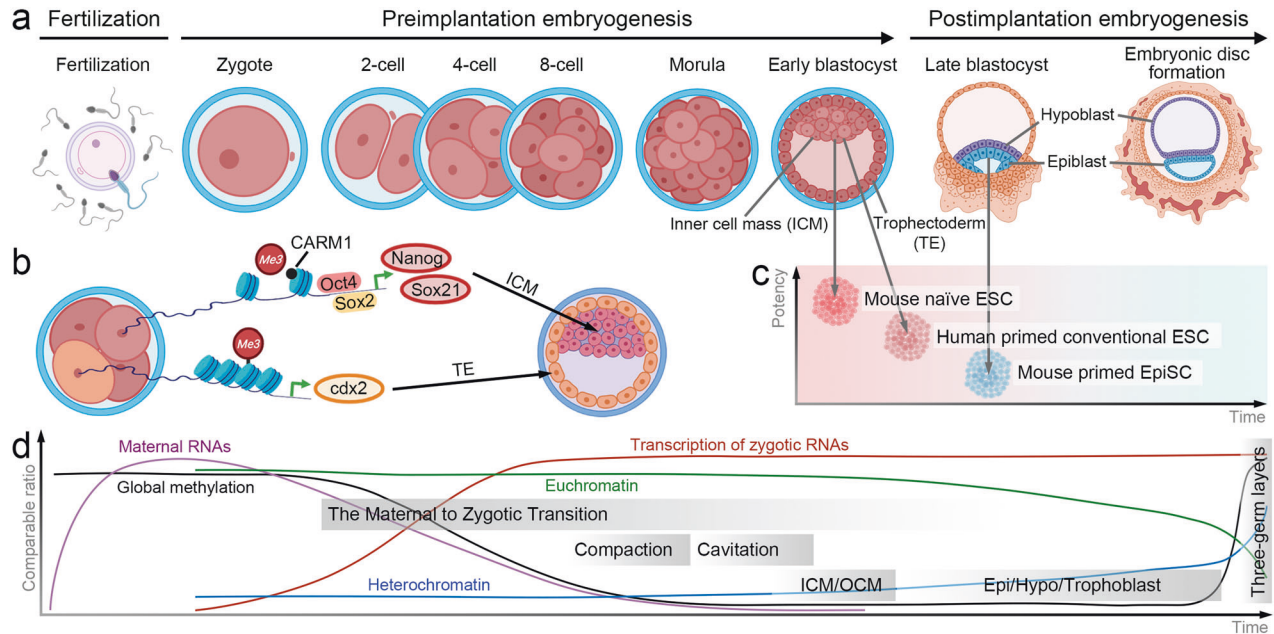 a
Fertilization
Preimplantation embryogenesis
Postimplantation embryogenesis
Fertilization
Zygote
2-cell
4-cell
8-cell
Morula
Early blastocyst
Late blastocyst
Embryonic disc
formation
Hypoblast
Epiblast
Inner cell mass (ICM)
Trophectoderm
(TE)
b
Me3
CARM1
Oct4
Sox2
Nanog
Sox21
ICM
Me3
cdx2
TE
c
Potency
Mouse naïve ESC
Human primed conventional ESC
Mouse primed EpiSC
Time
d
Comparable ratio
Maternal RNAs
Transcription of zygotic RNAs
Global methylation
Euchromatin
The Maternal to Zygotic Transition
Compaction
Cavitation
Heterochromatin
ICM/OCM
Epi/Hypo/Trophoblast
Three-germ layers
Time